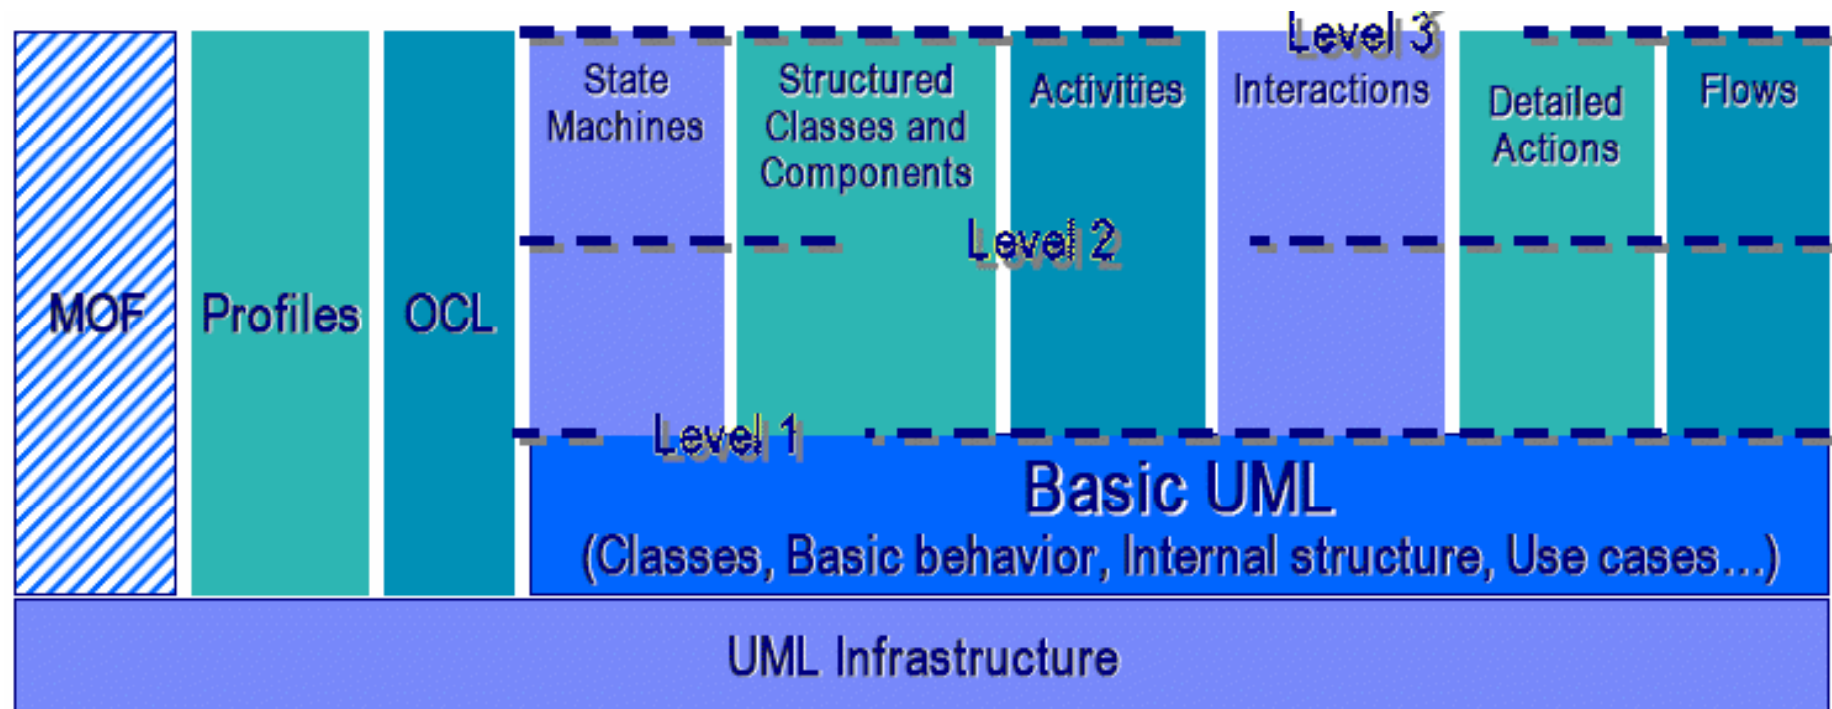 Level 3
State
Machines
Structured
Classes and
Components
Activities
Interactions
Detailed
Actions
Flows
Level 2
MOF
Profiles
OCL
Level 1
Basic UML
(Classes, Basic behavior, Internal structure, Use cases...)
UML Infrastructure